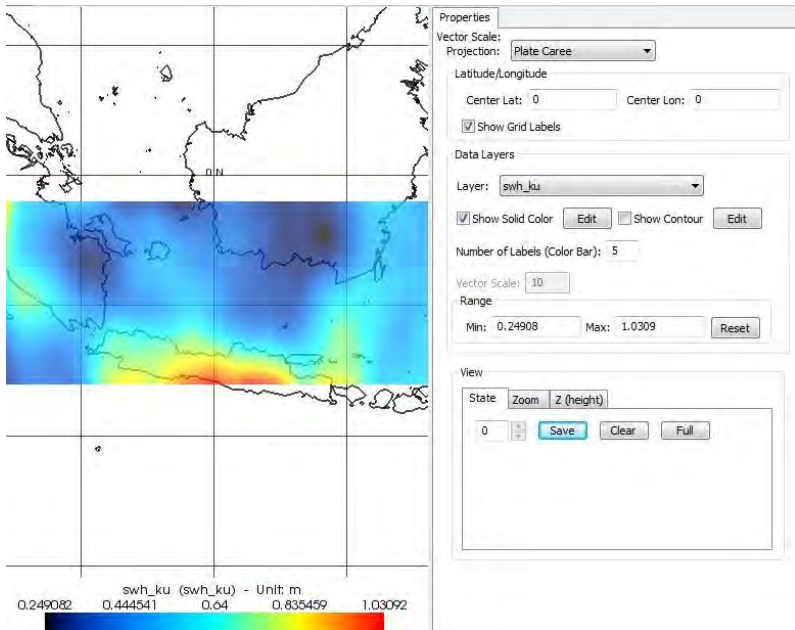 Properties
Vector Scale:
Projection: Plate Caree
Latitude/Longitude
Center Lat: 0 Center Lon: 0
Show Grid Labels
Data Layers
Layer: swh_ku
Show Solid Color Edit Show Contour Edit
Number of Labels (Color Bar): 5
Vector Scale: 10
Range
Min: 0.24908 Max: 1.0309 Reset
View
State Zoom Z (height)
0 Save Clear Full
0 N
swh_ku (swh_ku) - Unit: m
0.249082 0.444541 0.64 0.835459 1.03092